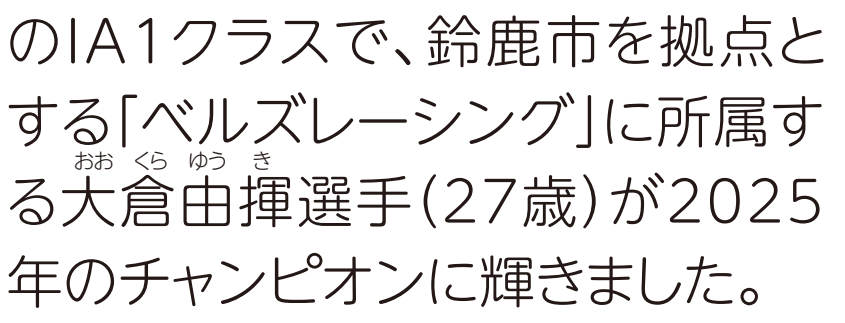 のIA1クラスで、鈴鹿市を拠点と
する「ベルズレーシング」に所属す
おお くら ゆう き
る大倉由揮選手(27歳)が2025
年のチャンピオンに輝きました。